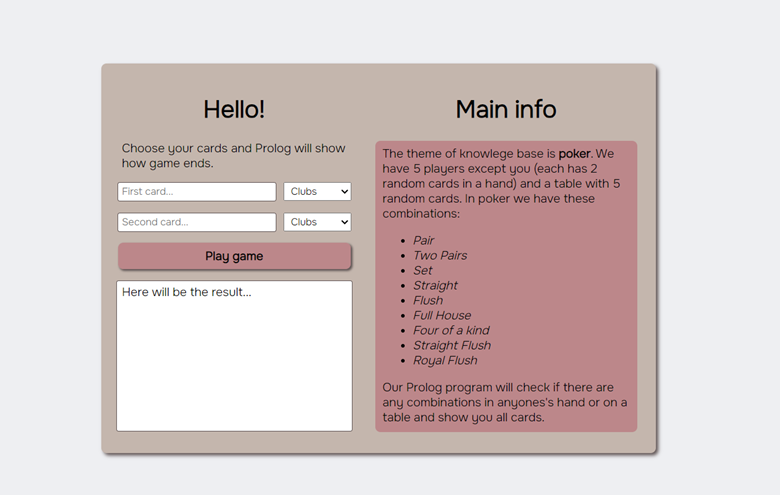 Hello!
Choose your cards and Prolog will show
how game ends.
First card...
Clubs
Second card...
Clubs
Play game
Here will be the result...
Main info
The theme of knowlege base is poker. We
have 5 players except you (each has 2
random cards in a hand) and a table with 5
random cards. In poker we have these
combinations:
Pair
Two Pairs
Set
Straight
Flush
Full House
Four of a kind
Straight Flush
Royal Flush
Our Prolog program will check if there are
any combinations in anyones's hand or on a
table and show you all cards.